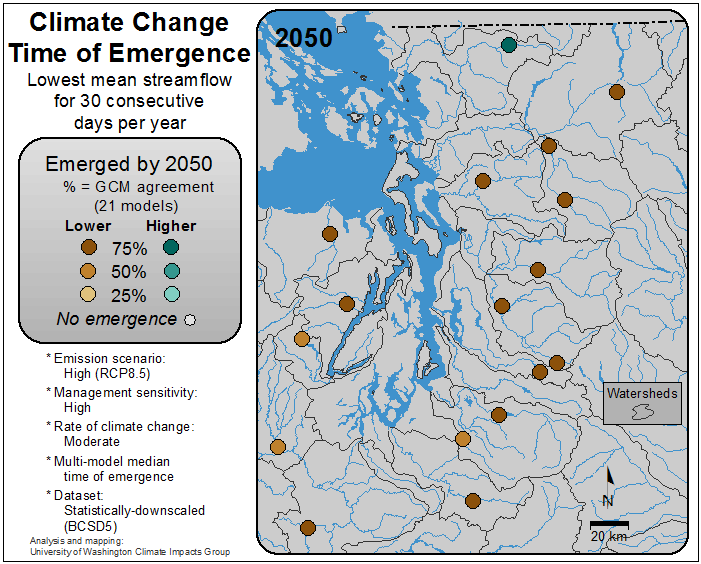 Climate Change
Time of Emergence
Lowest mean streamflow
for 30 consecutive
days per year
Emerged by 2050
% = GCM agreement
(21 models)
Lower Higher
75%
50%
25%
No emergence
* Emission scenario:
High (RCP8.5)
* Management sensitivity:
High
* Rate of climate change:
Moderate
* Multi-model median
time of emergence
* Dataset:
Statistically-downscaled
(BCSD5)
Analysis and mapping:
University of Washington Climate Impacts Group
2050
Watersheds
N
20 km